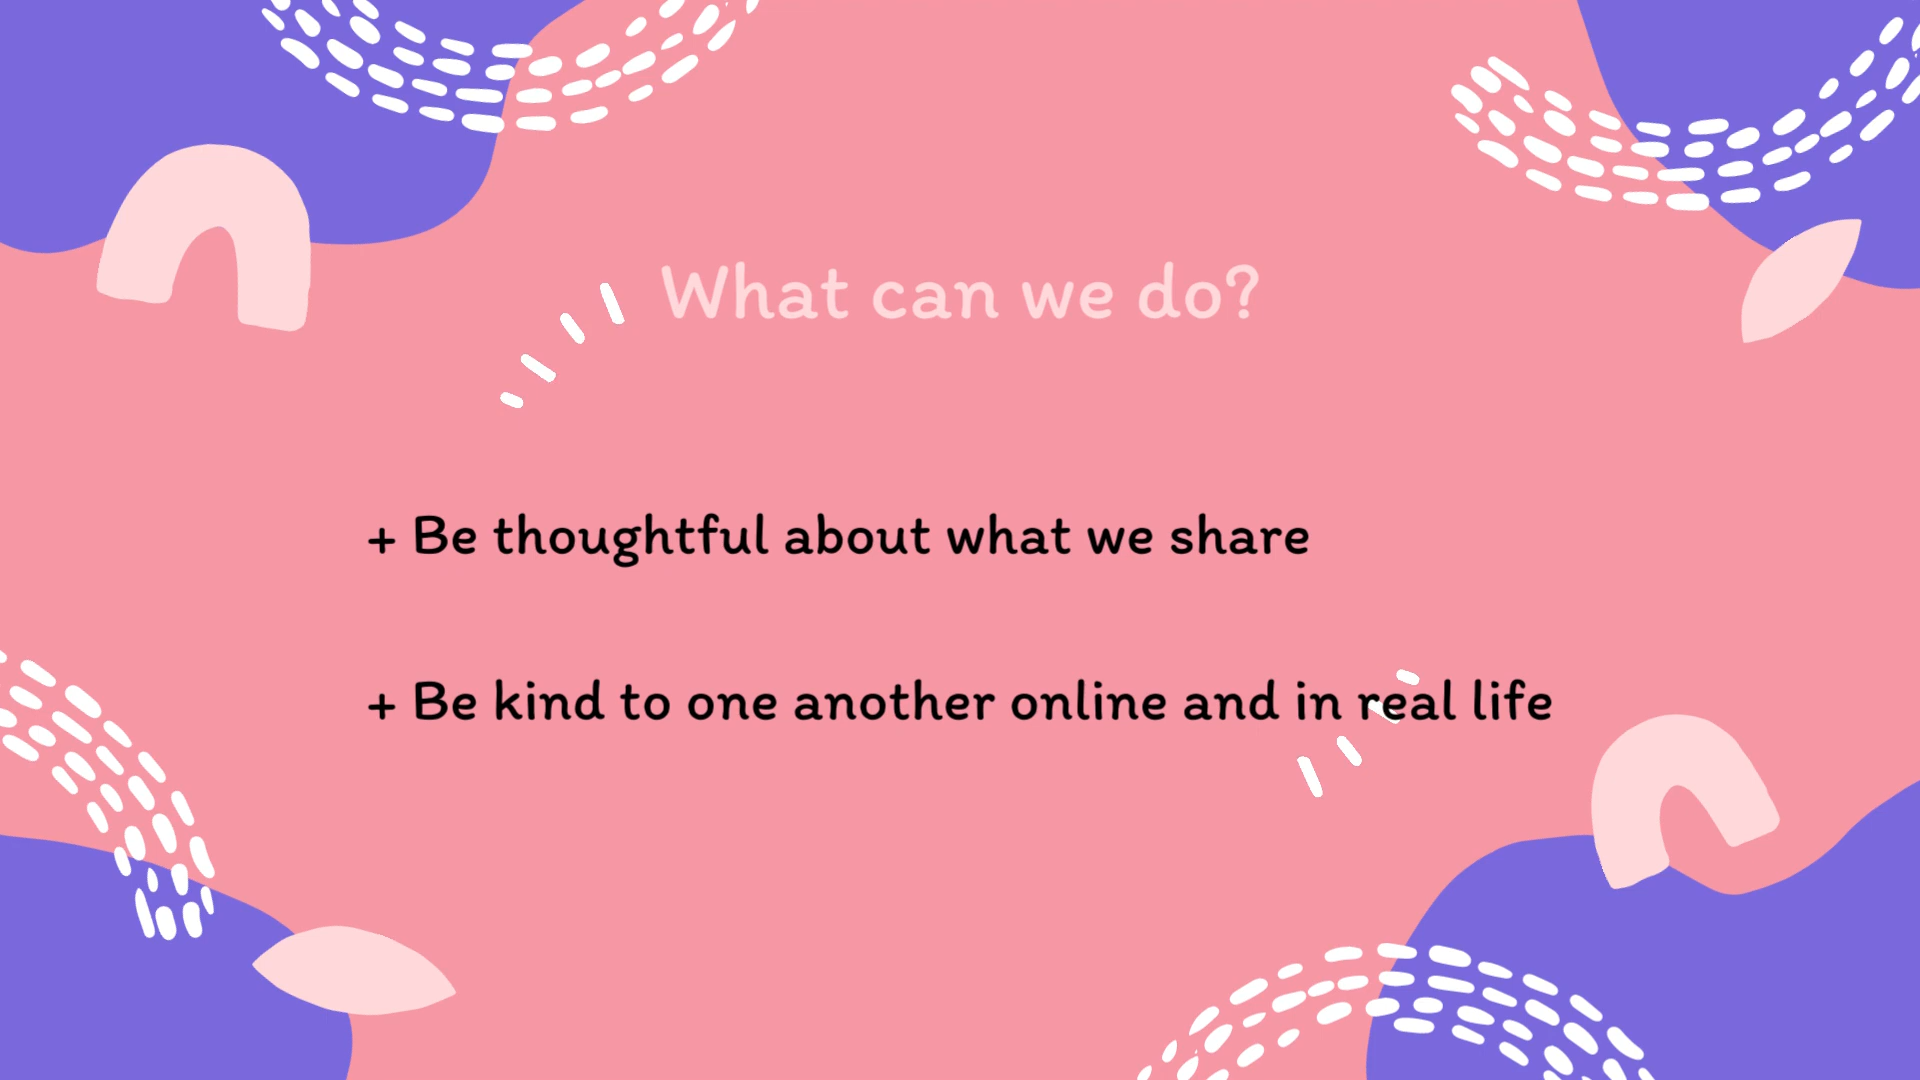 What can we do?
+ Be thoughtful about what we share
+ Be kind to one another online and in real life